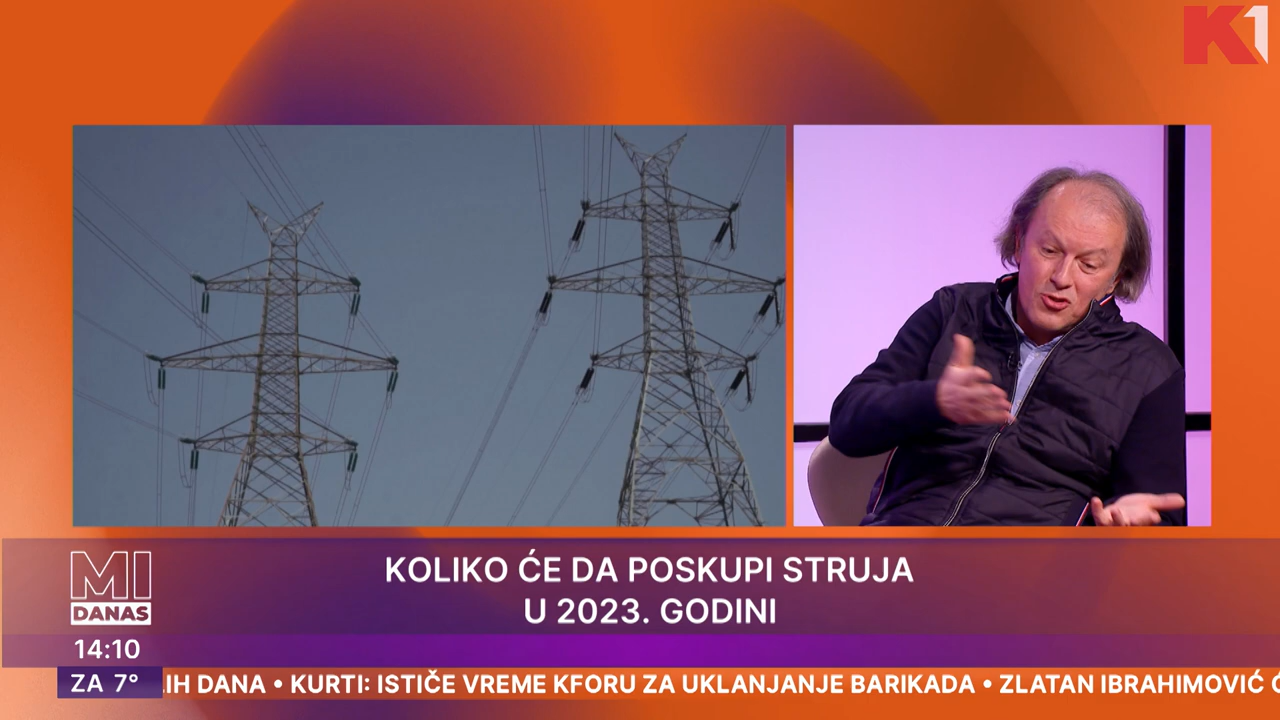 K1
KOLIKO ĆE DA POSKUPI STRUJA
U 2023. GODINI
MI
DANAS
14:10
ZA 7°
DANA • KURTI: ISTIČE VREME KFORU ZA UKLANJANJE BARIKADA • ZLATAN IBRAHIMOVIĆ